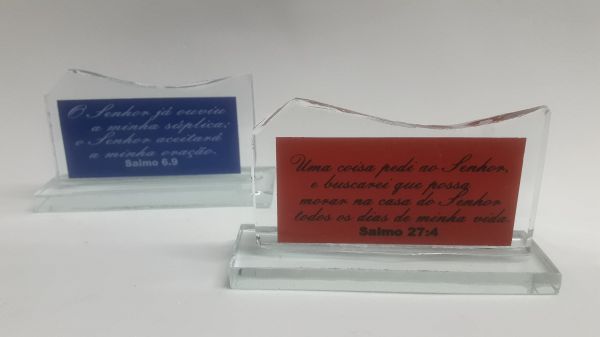 O Senhor já ouviu
a minha súplica;
o Senhor aceitará
a minha oração.
Salmo 6.9
Uma coisa pedi ao Senhor,
e buscarei que possa
morar na casa do Senhor
todos os dias de minha vida.
Salmo 27:4